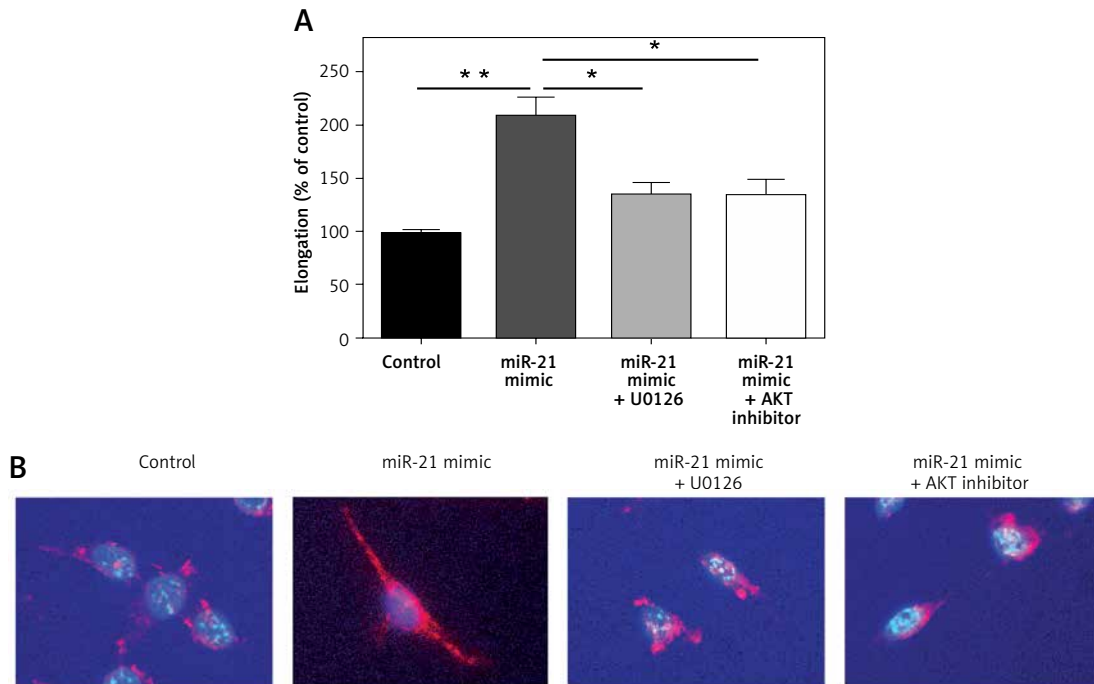 A
Elongation (% of control)
250
200
150
100
50
0
* *
*
*
Control
miR-21
mimic
miR-21
mimic
+ U0126
miR-21
mimic
+ AKT
inhibitor
B
Control
miR-21 mimic
miR-21 mimic
+ U0126
miR-21 mimic
+ AKT inhibitor